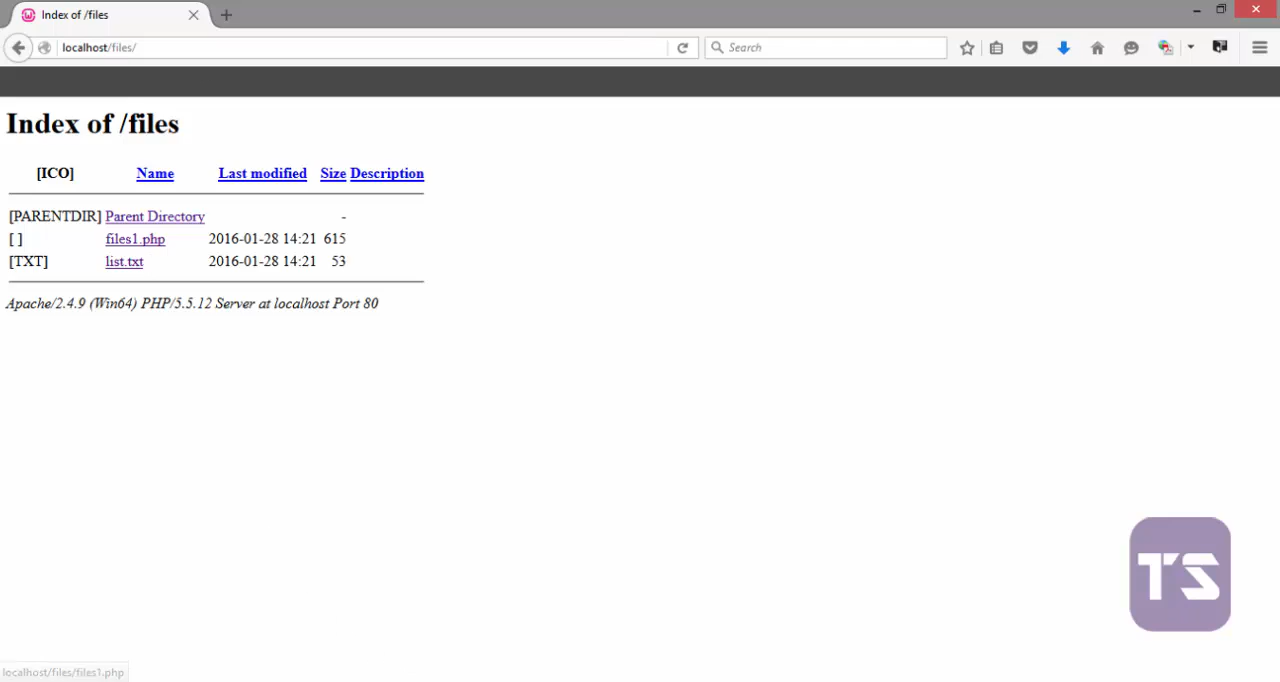 Index of /files
localhost/files/
Search
Index of /files
[ICO] Name Last modified Size Description
[PARENTDIR] Parent Directory -
[ ] files1.php 2016-01-28 14:21 615
[TXT] list.txt 2016-01-28 14:21 53
Apache/2.4.9 (Win64) PHP/5.5.12 Server at localhost Port 80
TS
localhost/files/files1.php